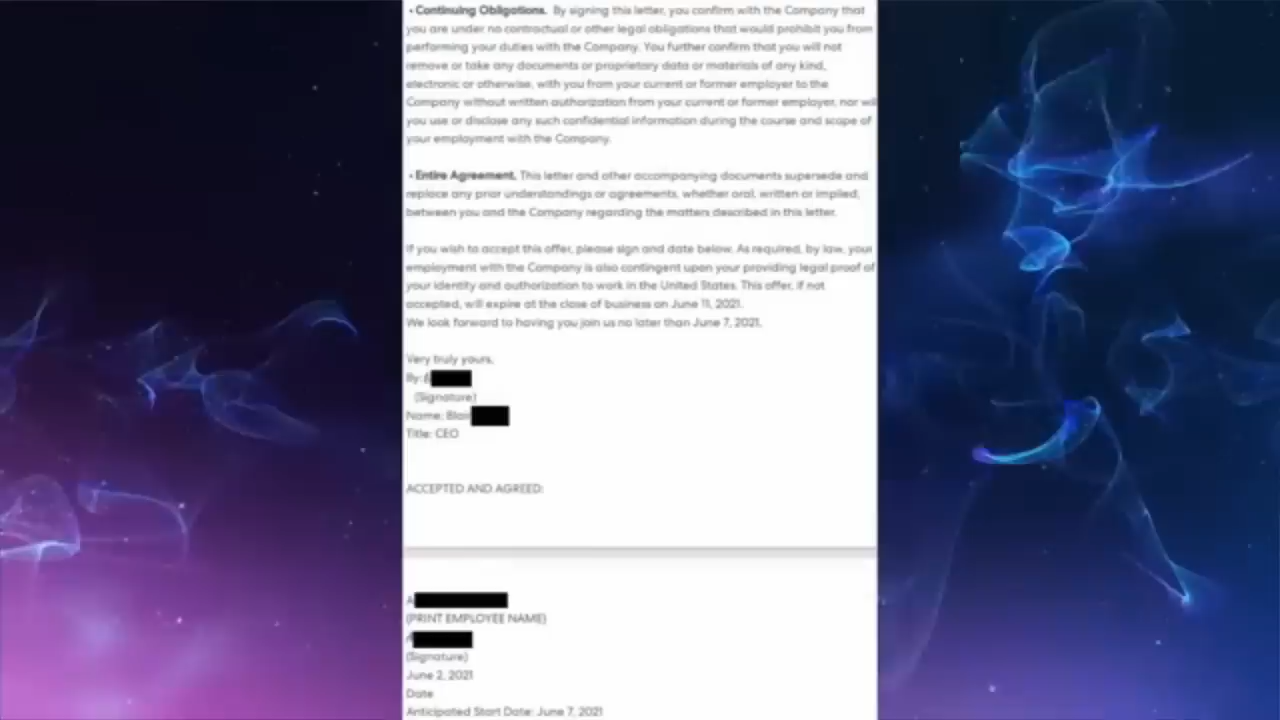 • Continuing Obligations. By signing this letter, you confirm with the Company that
you are under no contractual or other legal obligations that would prohibit you from
performing your duties with the Company. You further confirm that you will not
remove or take any documents or proprietary data or materials of any kind,
electronic or otherwise, with you from your current or former employer to the
Company without written authorization from your current or former employer, nor will
you use or disclose any such confidential information during the course and scope of
your employment with the Company.
• Entire Agreement. This letter and other accompanying documents supersede and
replace any prior understandings or agreements, whether oral, written or implied,
between you and the Company regarding the matters described in this letter.
If you wish to accept this offer, please sign and date below. As required, by law, your
employment with the Company is also contingent upon your providing legal proof of
your identity and authorization to work in the United States. This offer, if not
accepted, will expire at the close of business on June 11, 2021.
We look forward to having you join us no later than June 7, 2021.
Very truly yours,
By:
(Signature)
Name: Blair
Title: CEO
ACCEPTED AND AGREED:
A
(PRINT EMPLOYEE NAME)
(Signature)
June 2, 2021
Date
Anticipated Start Date: June 7, 2021